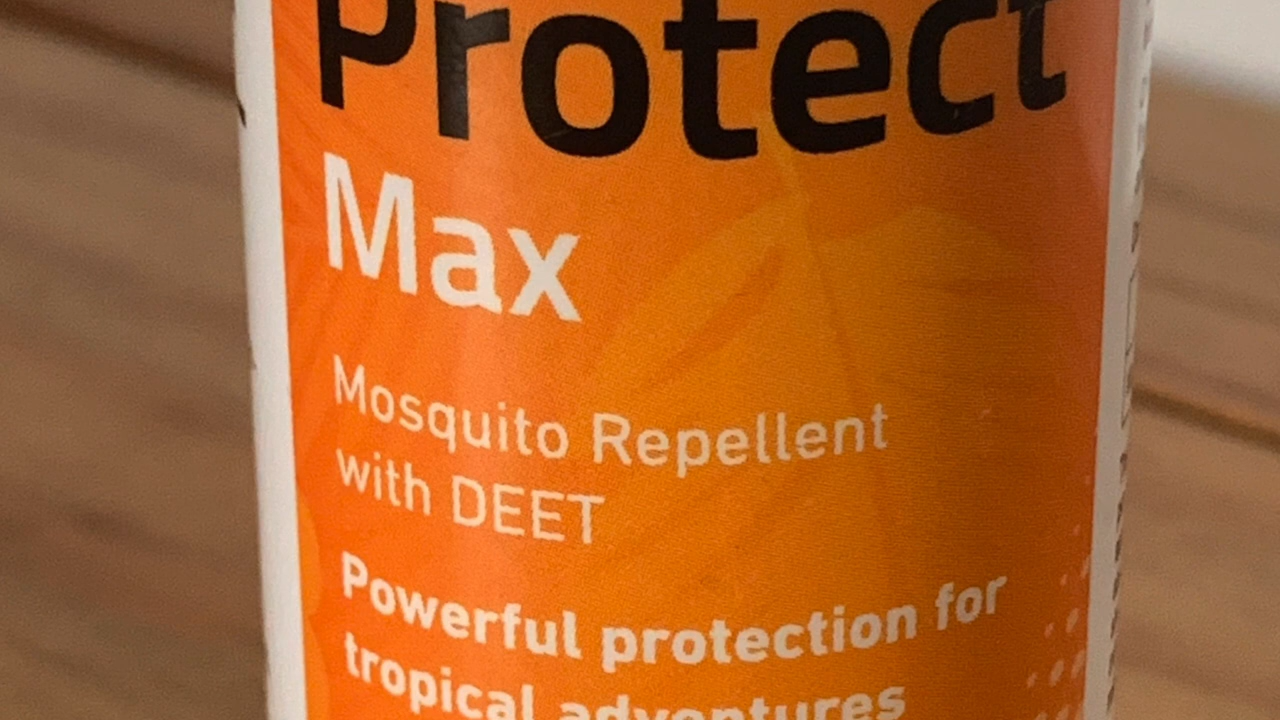 Protect
Max
Mosquito Repellent
with DEET
Powerful protection for
tropical adventures